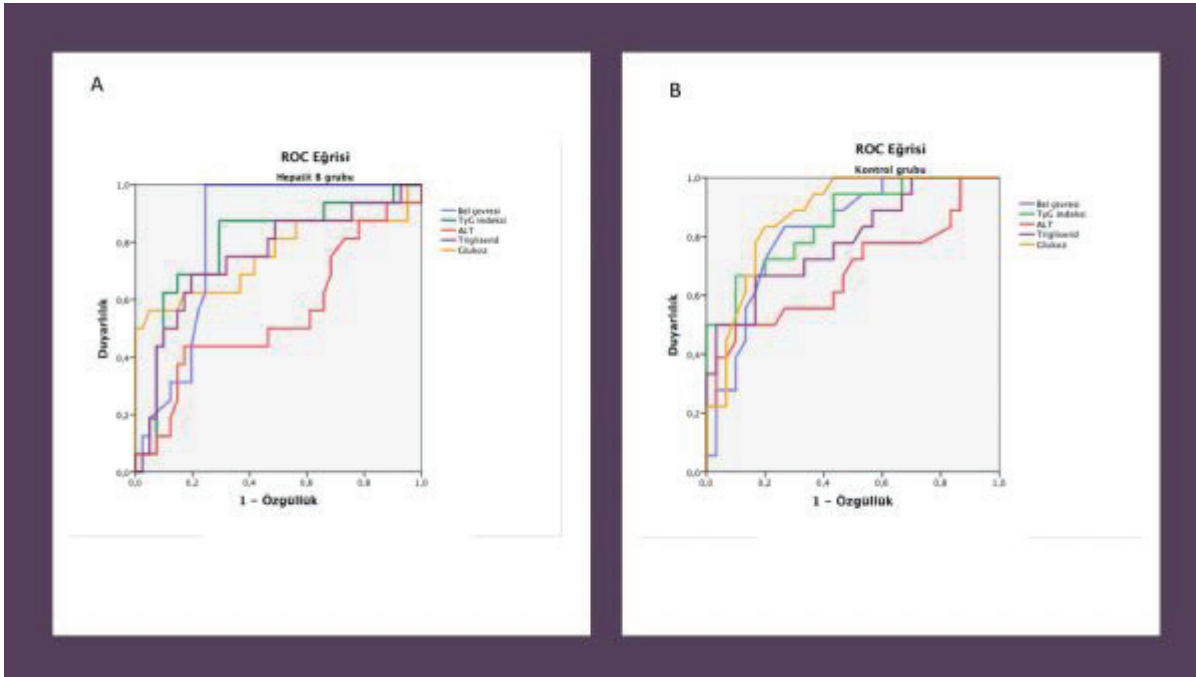 A
ROC Eğrisi
Hepatit B grubu
1,0
0,8
0,6
0,4
0,2
0,0
0,0 0,2 0,4 0,6 0,8 1,0
Duyarlılık
1 – Özgüllük
Bel çevresi
TyG indeksi
ALT
Trigliserid
Glukoz
B
ROC Eğrisi
Kontrol grubu
1,0
0,8
0,6
0,4
0,2
0,0
0,0 0,2 0,4 0,6 0,8 1,0
Duyarlılık
1 – Özgüllük
Bel çevresi
TyG indeksi
ALT
Trigliserid
Glukoz